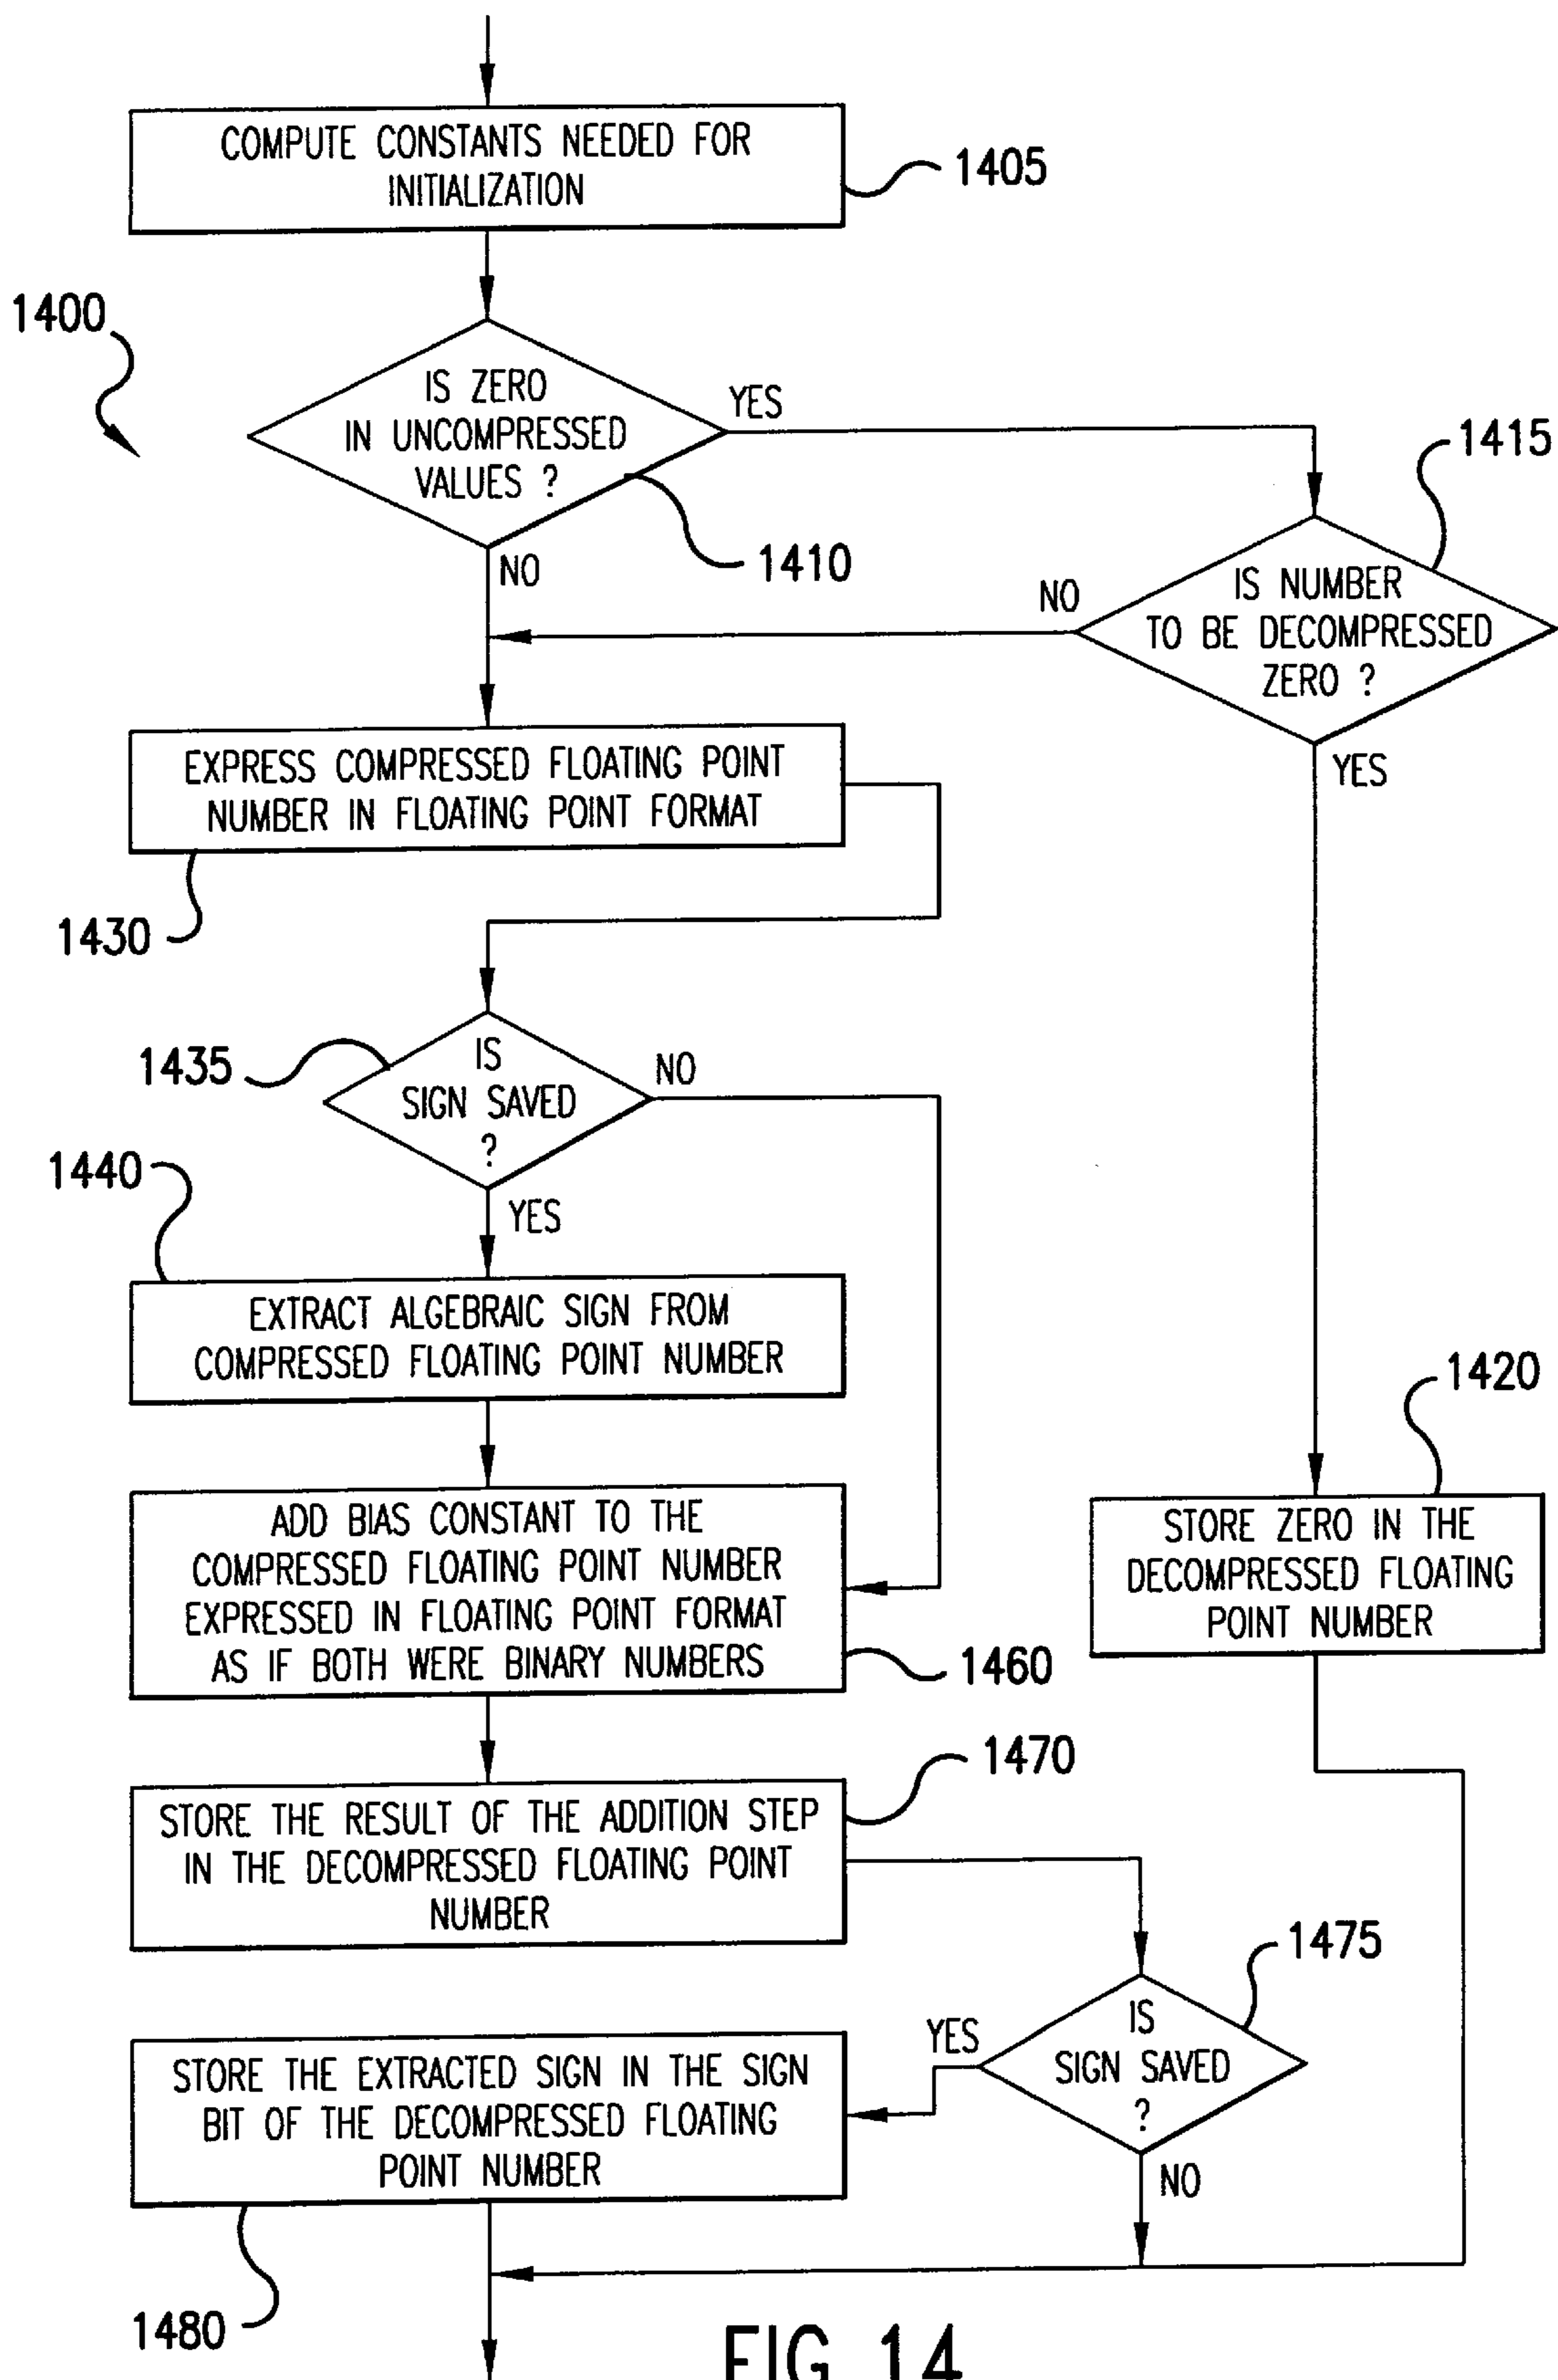 COMPUTE CONSTANTS NEEDED FOR
INITIALIZATION
1405
1400
IS ZERO
IN UNCOMPRESSED
VALUES ?
YES
1410
NO
1415
IS NUMBER
TO BE DECOMPRESSED
ZERO ?
NO
YES
EXPRESS COMPRESSED FLOATING POINT
NUMBER IN FLOATING POINT FORMAT
1430
1435
IS
SIGN SAVED
?
NO
YES
1440
EXTRACT ALGEBRAIC SIGN FROM
COMPRESSED FLOATING POINT NUMBER
1420
STORE ZERO IN THE
DECOMPRESSED FLOATING
POINT NUMBER
ADD BIAS CONSTANT TO THE
COMPRESSED FLOATING POINT NUMBER
EXPRESSED IN FLOATING POINT FORMAT
AS IF BOTH WERE BINARY NUMBERS
1460
1470
STORE THE RESULT OF THE ADDITION STEP
IN THE DECOMPRESSED FLOATING POINT
NUMBER
1475
IS
SIGN SAVED
?
YES
NO
STORE THE EXTRACTED SIGN IN THE SIGN
BIT OF THE DECOMPRESSED FLOATING
POINT NUMBER
1480
FIG. 14